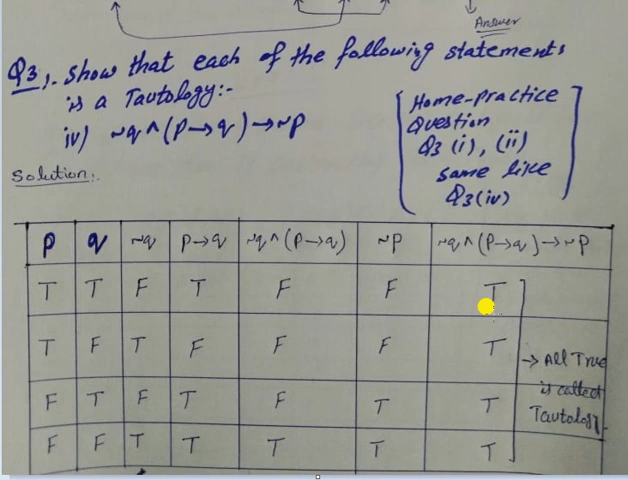 Answer
Q3,. Show that each of the following statements
is a Tautology:-
iv) ~q ∧ (P→q) → ~P
[Home-Practice
Question
Q3 (i), (ii)
same like
Q3(iv)]
Solution,.
P q ~q P→q ~q ∧ (P→q) ~P ~q ∧ (P→q) → ~P
T T F T F F T
T F T F F F T
→ All True
is called
Tautology.
F T F T F T T
F F T T T T T